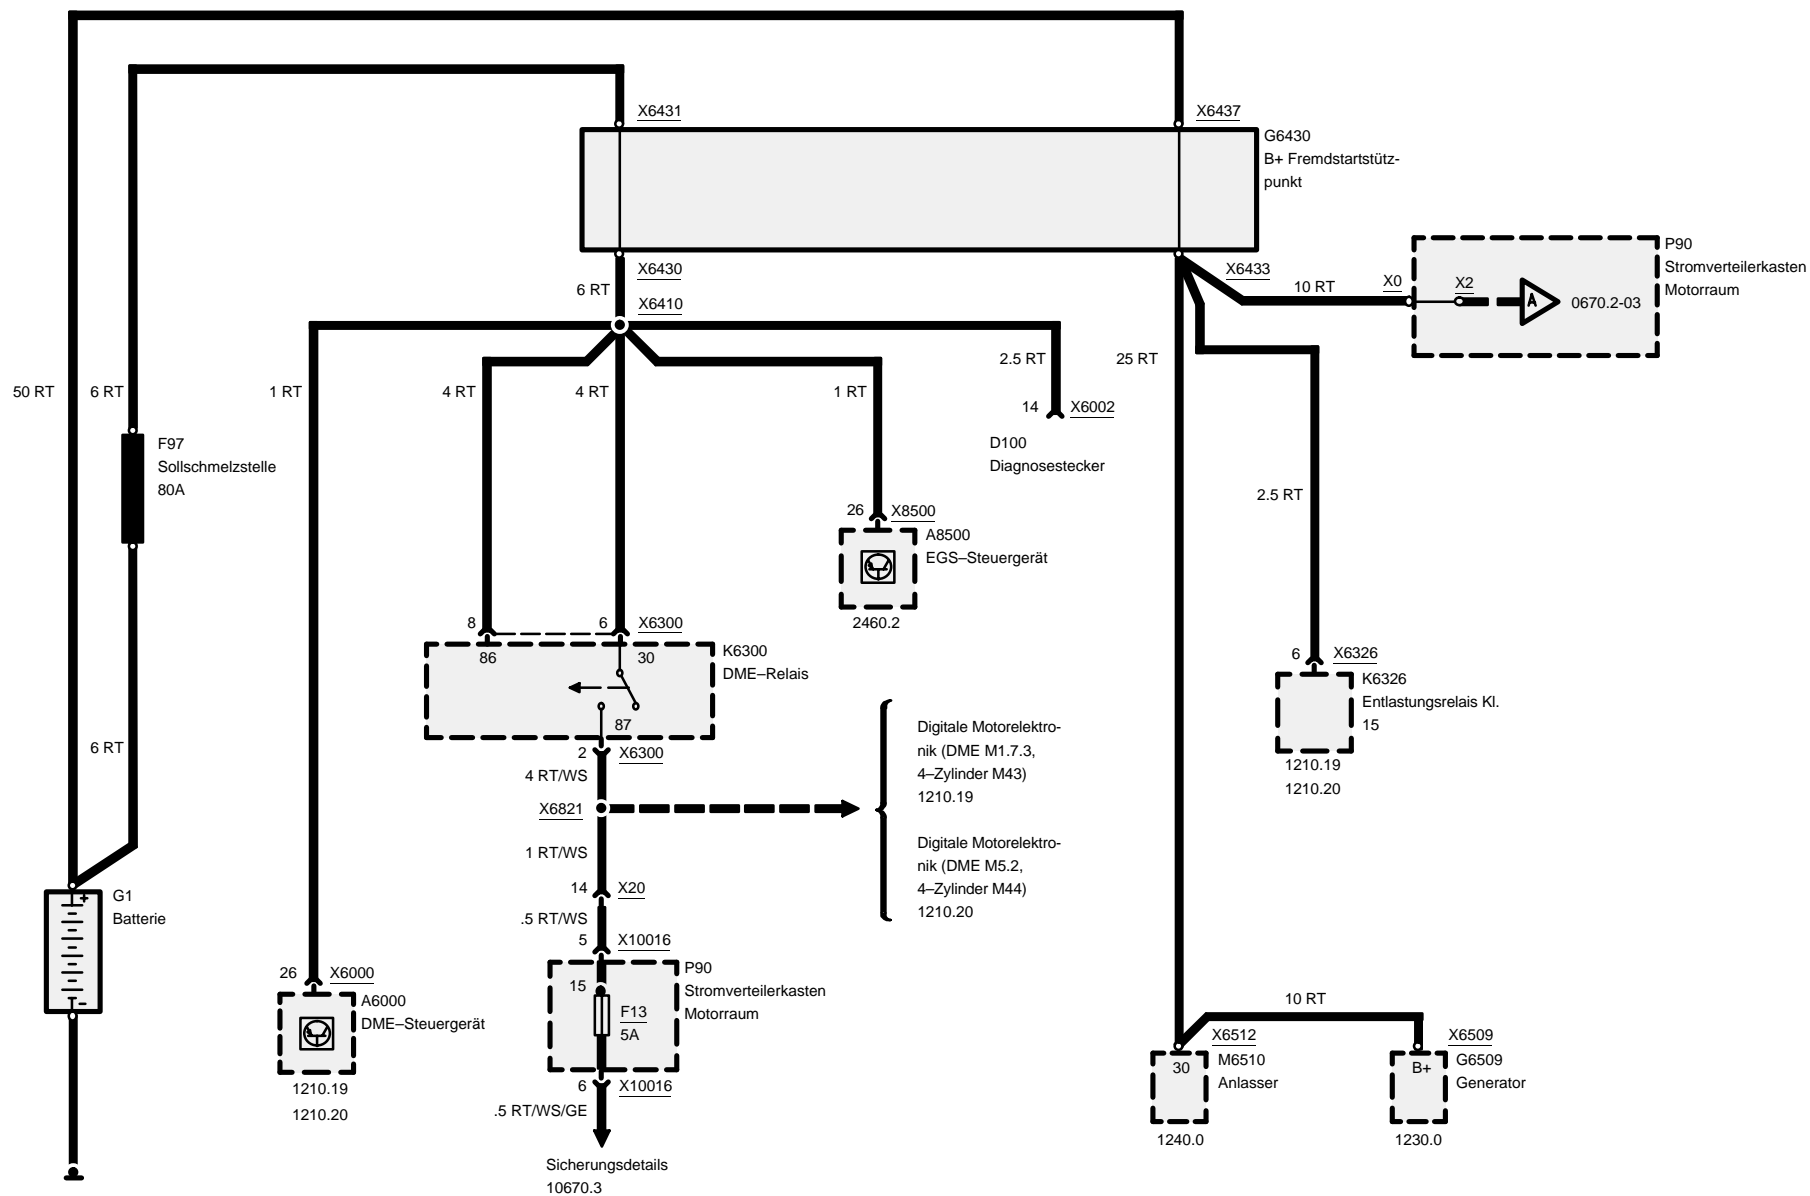 X6431
X6437
G6430
B+ Fremdstartstütz-
punkt
X6430
6 RT
X6410
X6433
10 RT
X0
X2
A
0670.2-03
P90
Stromverteilerkasten
Motorraum
50 RT
6 RT
1 RT
4 RT
4 RT
1 RT
2.5 RT
25 RT
14
X6002
D100
Diagnosestecker
F97
Sollschmelzstelle
80A
2.5 RT
26
X8500
A8500
EGS–Steuergerät
2460.2
8
6
X6300
86
30
K6300
DME–Relais
87
2
X6300
6
X6326
K6326
Entlastungsrelais Kl.
15
1210.19
1210.20
6 RT
4 RT/WS
X6821
1 RT/WS
Digitale Motorelektro-
nik (DME M1.7.3,
4–Zylinder M43)
1210.19
Digitale Motorelektro-
nik (DME M5.2,
4–Zylinder M44)
1210.20
14
X20
.5 RT/WS
5
X10016
+
-
G1
Batterie
26
X6000
A6000
DME–Steuergerät
1210.19
1210.20
15
F13
5A
P90
Stromverteilerkasten
Motorraum
6
X10016
.5 RT/WS/GE
Sicherungsdetails
10670.3
10 RT
X6512
30
M6510
Anlasser
1240.0
X6509
B+
G6509
Generator
1230.0